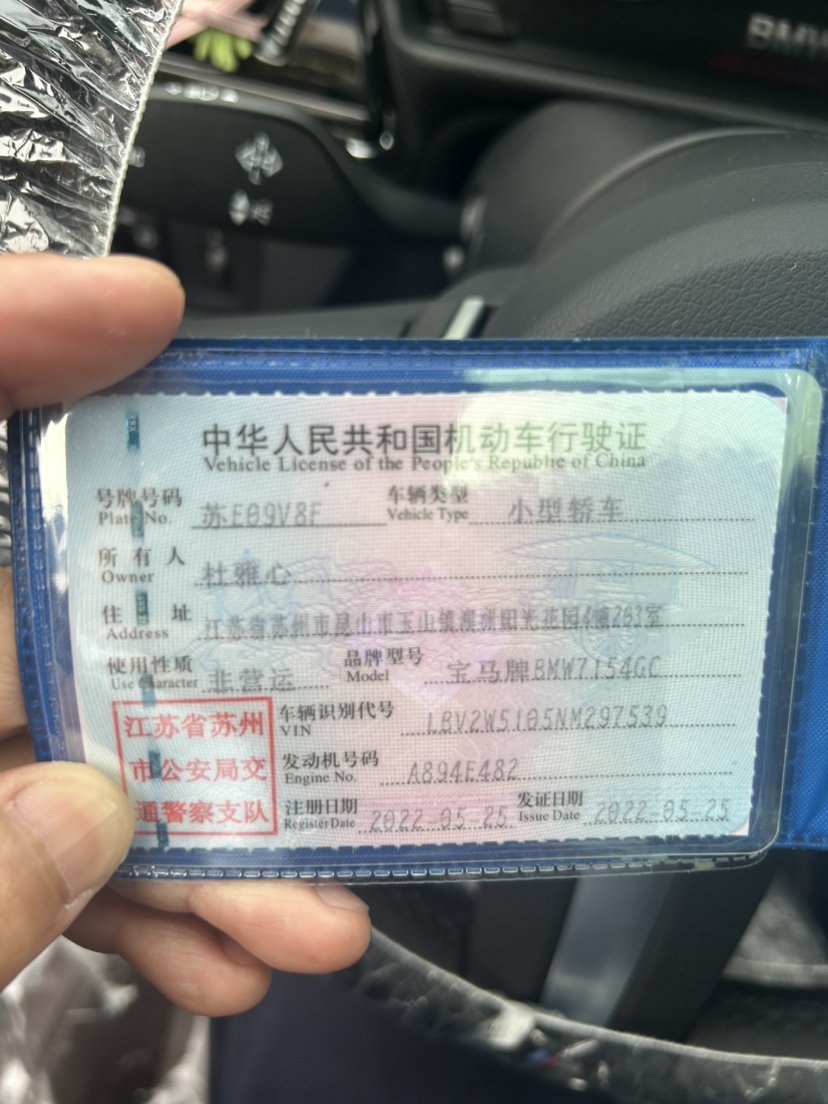 BMW
中华人民共和国机动车行驶证
Vehicle License of the People's Republire of China
号牌号码 Plate No. 苏E09V8F 车辆类型 Vehicle Type 小型轿车
所有人 Owner 杜雅心
住址 Address 江苏省苏州市昆山市玉山镇澳洲阳光花园4幢203室
使用性质 Use Character 非营运 品牌型号 Model 宝马牌BMW7154GC
江苏省苏州
市公安局交
通警察支队
车辆识别代号 VIN LBV2W5105NM297539
发动机号码 Engine No. A894E482
注册日期 Register Date 2022-05-25 发证日期 Issue Date 2022-05-25